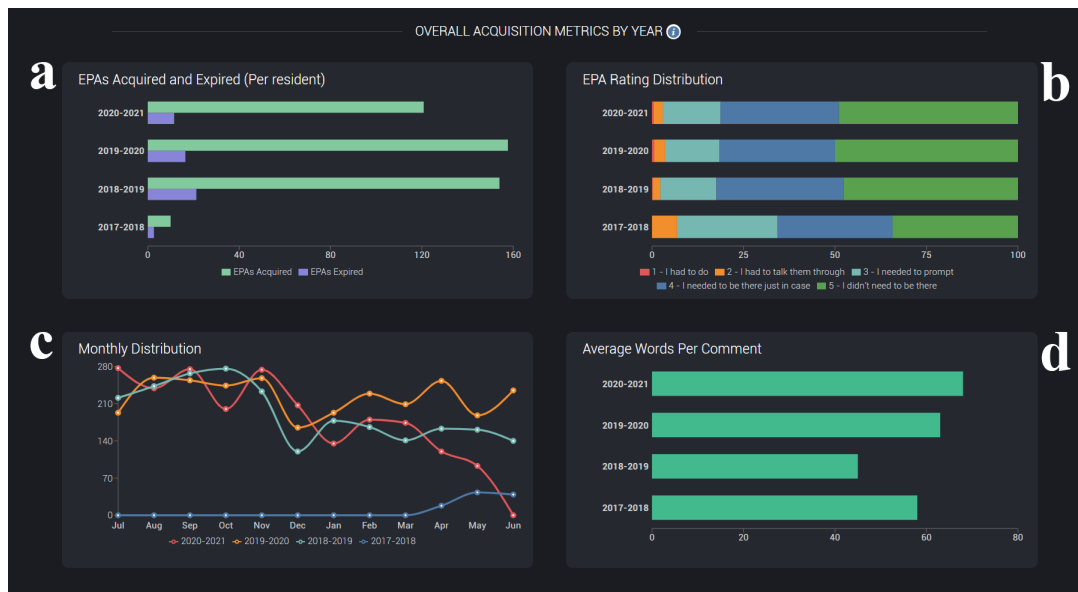 OVERALL ACQUISITION METRICS BY YEAR i
a
EPAs Acquired and Expired (Per resident)
2020-2021
2019-2020
2018-2019
2017-2018
0 40 80 120 160
EPAs Acquired EPAs Expired
b
EPA Rating Distribution
2020-2021
2019-2020
2018-2019
2017-2018
0 25 50 75 100
1 - I had to do 2 - I had to talk them through 3 - I needed to prompt
4 - I needed to be there just in case 5 - I didn't need to be there
c
Monthly Distribution
280
210
140
70
0
Jul Aug Sep Oct Nov Dec Jan Feb Mar Apr May Jun
2020-2021 2019-2020 2018-2019 2017-2018
d
Average Words Per Comment
2020-2021
2019-2020
2018-2019
2017-2018
0 20 40 60 80